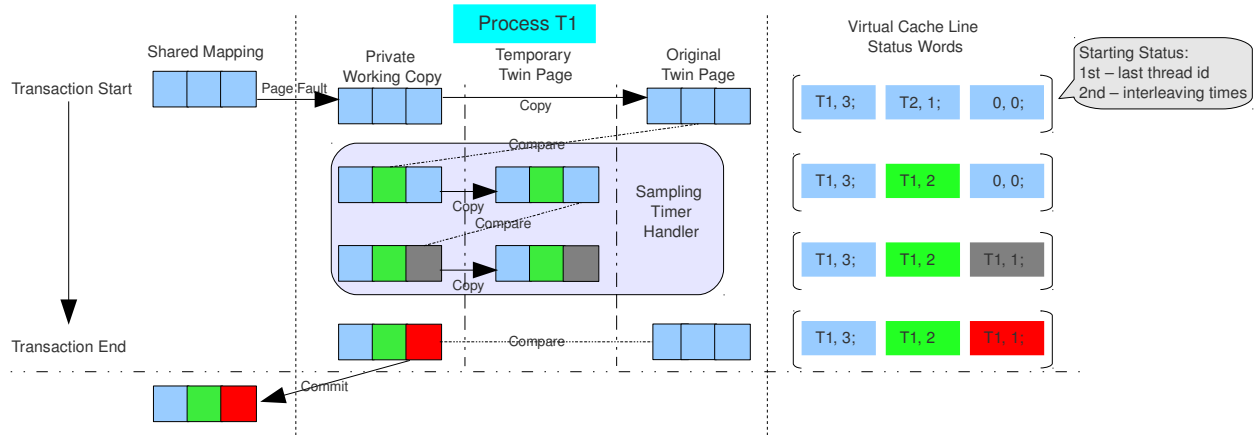 Process T1
Shared Mapping
Private
Working Copy
Temporary
Twin Page
Original
Twin Page
Virtual Cache Line
Status Words
Starting Status:
1st – last thread id
2nd – interleaving times
Transaction Start
Page Fault
Copy
T1, 3;
T2, 1;
0, 0;
Compare
Copy
Sampling
Timer
Handler
T1, 3;
T1, 2
0, 0;
Compare
Copy
T1, 3;
T1, 2
T1, 1;
Transaction End
Compare
T1, 3;
T1, 2
T1, 1;
Commit